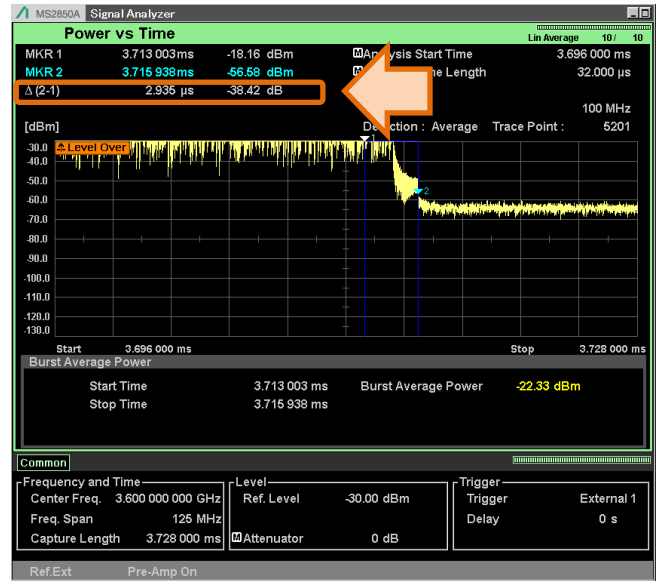 MS2850A Signal Analyzer
Power vs Time
Lin Average 10/ 10
MKR 1 3.713 003ms -18.16 dBm
MAnalysis Start Time 3.696 000 ms
MKR 2 3.715 938ms -56.58 dBm
Length 32.000 µs
Δ(2-1) 2.935 µs -38.42 dB
100 MHz
[dBm] Detection : Average Trace Point : 5201
-30.0
Level Over
1
-40.0
-50.0
2
-60.0
-70.0
-80.0
-90.0
-100.0
-110.0
-120.0
-130.0
Start 3.696 000 ms Stop 3.728 000 ms
Burst Average Power
Start Time 3.713 003 ms Burst Average Power -22.33 dBm
Stop Time 3.715 938 ms
Common
Frequency and Time
Center Freq. 3.600 000 000 GHz
Freq. Span 125 MHz
Capture Length 3.728 000 ms
Level
Ref. Level -30.00 dBm
MAttenuator 0 dB
Trigger
Trigger External 1
Delay 0 s
Ref.Ext Pre-Amp On